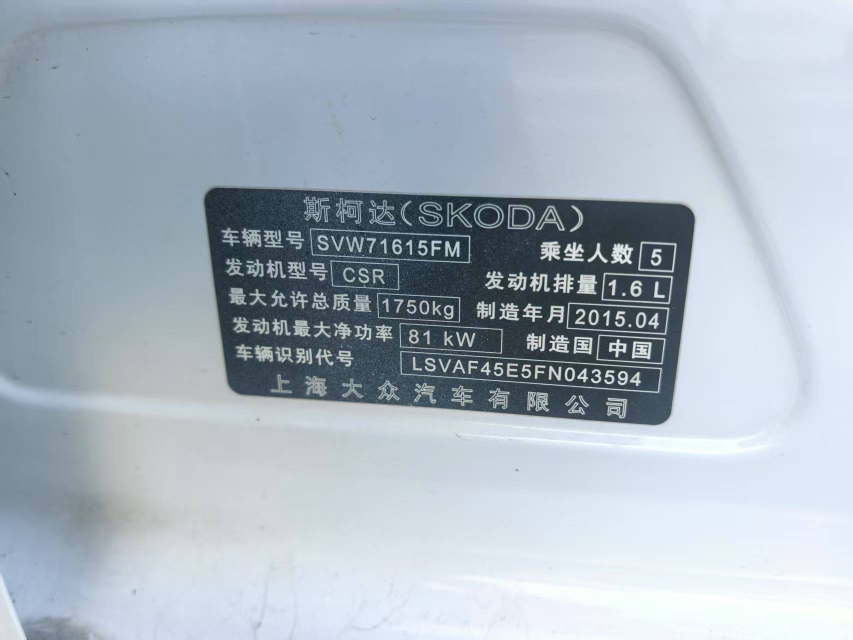 斯柯达(SKODA)
车辆型号 SVW71615FM 乘坐人数 5
发动机型号 CSR 发动机排量 1.6 L
最大允许总质量 1750kg 制造年月 2015.04
发动机最大净功率 81 kW 制造国 中国
车辆识别代号 LSVAF45E5FN043594
上海大众汽车有限公司